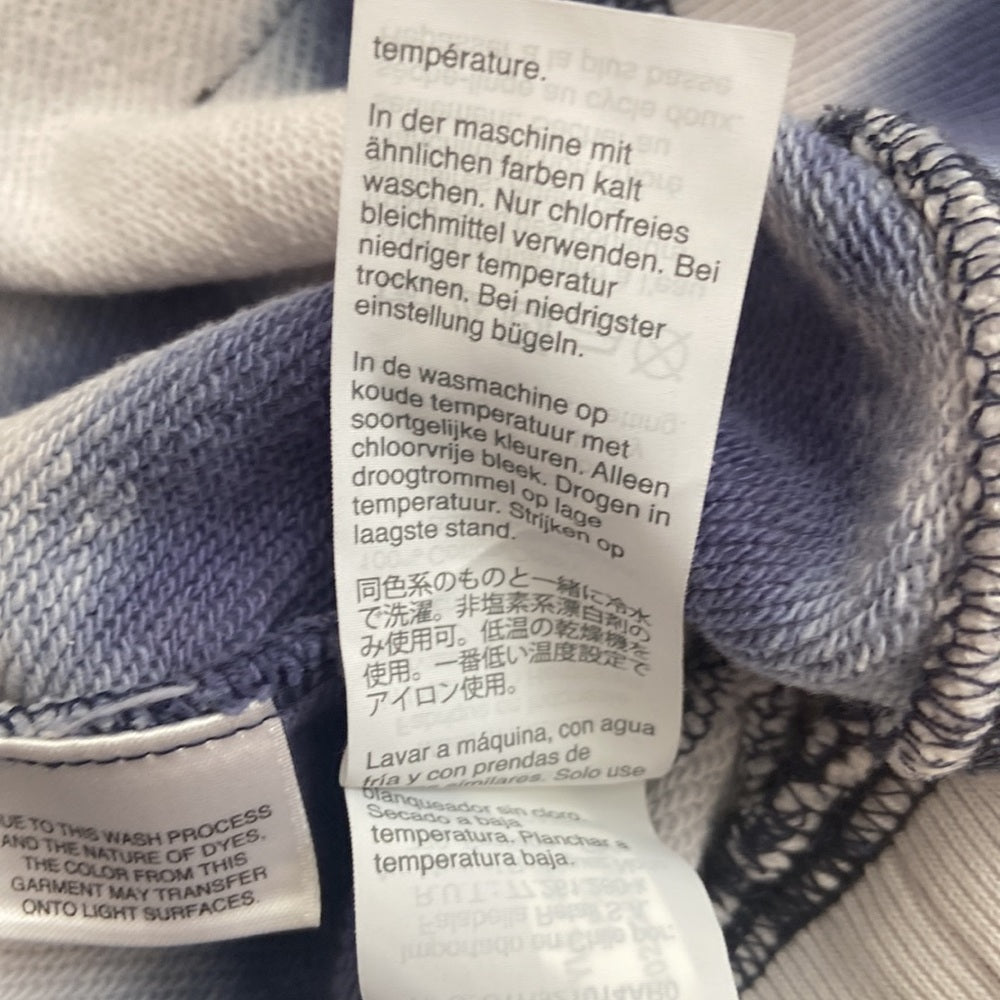 température.
In der maschine mit
ähnlichen farben kalt
waschen. Nur chlorfreies
bleichmittel verwenden. Bei
niedriger temperatur
trocknen. Bei niedrigster
einstellung bügeln.
In de wasmachine op
koude temperatuur met
soortgelijke kleuren. Alleen
chloorvrije bleek. Drogen in
droogtrommel op lage
temperatuur. Strijken op
laagste stand.
同色系のものと一緒に冷水
で洗濯。非塩素系漂白剤の
み使用可。低温の乾燥機を
使用。一番低い温度設定で
アイロン使用。
Lavar a máquina, con agua
fría y con prendas de
similares. Solo use
blanqueador sin cloro.
Secado a baja
temperatura. Planchar a
temperatura baja.
UE TO THIS WASH PROCESS
AND THE NATURE OF DYES,
THE COLOR FROM THIS
GARMENT MAY TRANSFER
ONTO LIGHT SURFACES.